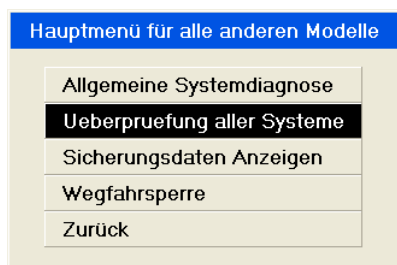 Hauptmenü für alle anderen Modelle
Allgemeine Systemdiagnose
Ueberpruefung aller Systeme
Sicherungsdaten Anzeigen
Wegfahrsperre
Zurück